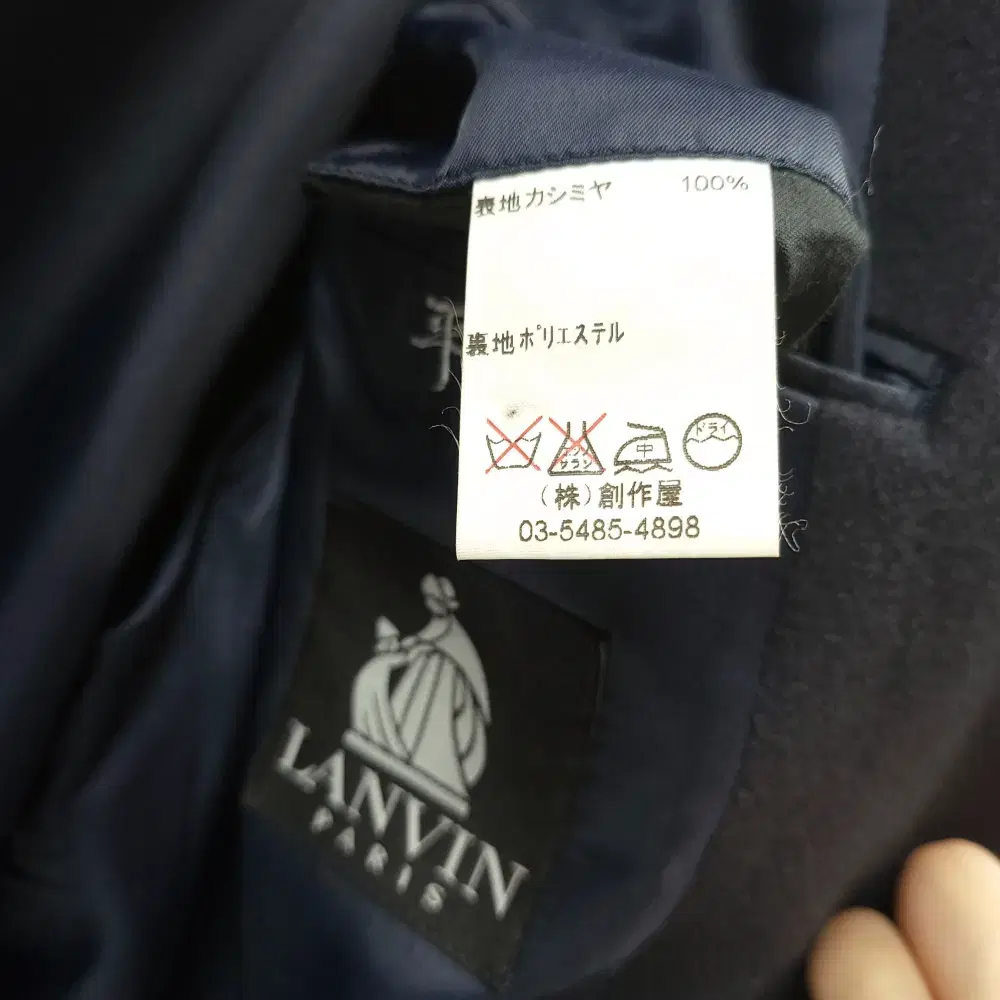 表地カシミヤ 100%
裏地ポリエステル
中
ドライ
(株)創作屋
03-5485-4898
LANVIN
PARIS